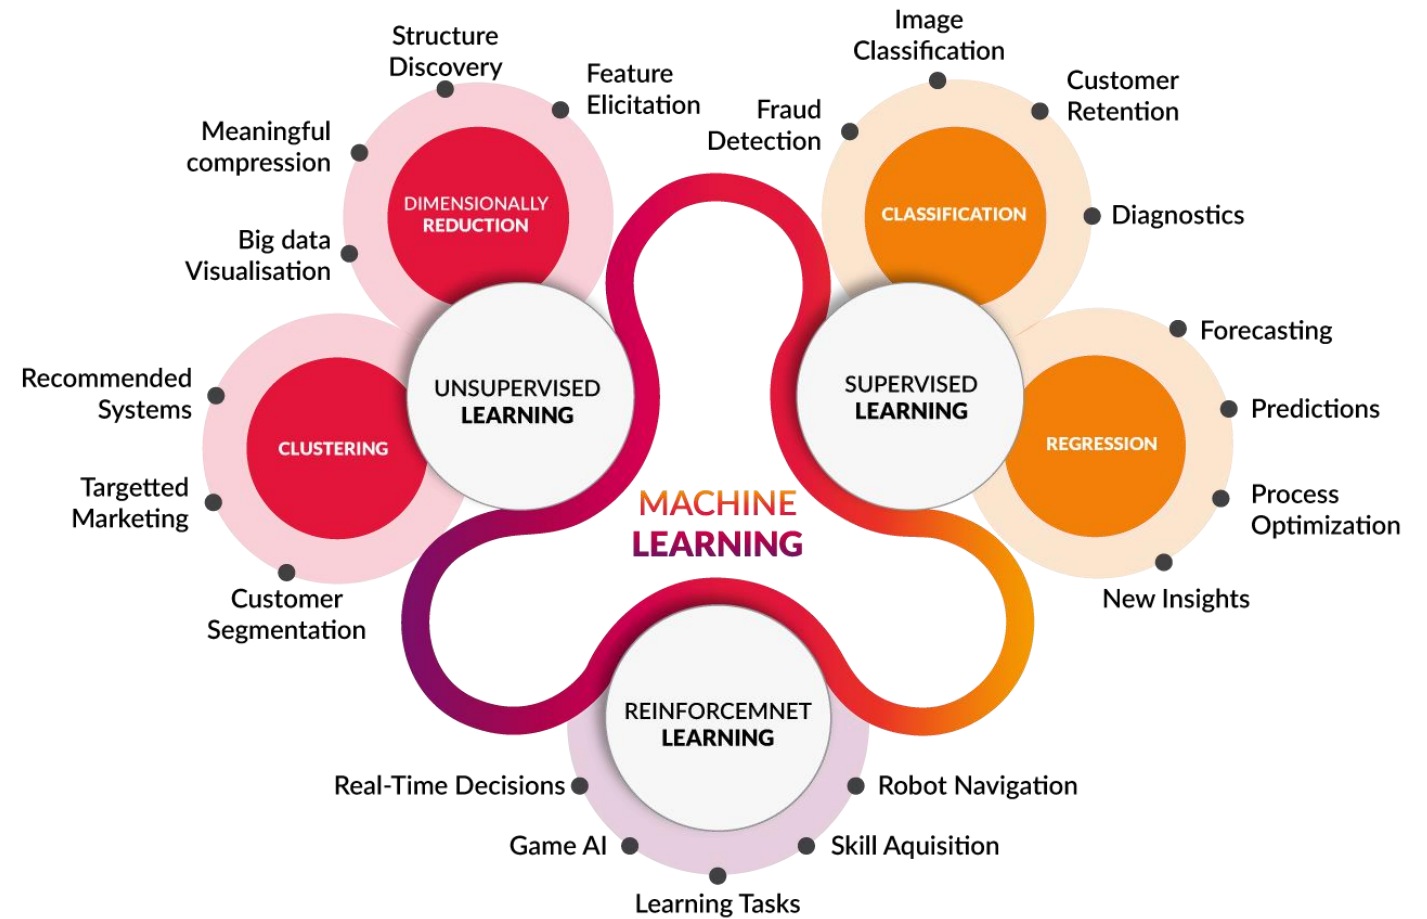 Structure
Discovery
Feature
Elicitation
Meaningful
compression
Big data
Visualisation
DIMENSIONALLY
REDUCTION
Recommended
Systems
Targetted
Marketing
Customer
Segmentation
CLUSTERING
UNSUPERVISED
LEARNING
Image
Classification
Fraud
Detection
Customer
Retention
Diagnostics
CLASSIFICATION
SUPERVISED
LEARNING
Forecasting
Predictions
Process
Optimization
New Insights
REGRESSION
MACHINE
LEARNING
REINFORCEMNET
LEARNING
Real-Time Decisions
Robot Navigation
Game AI
Skill Aquisition
Learning Tasks